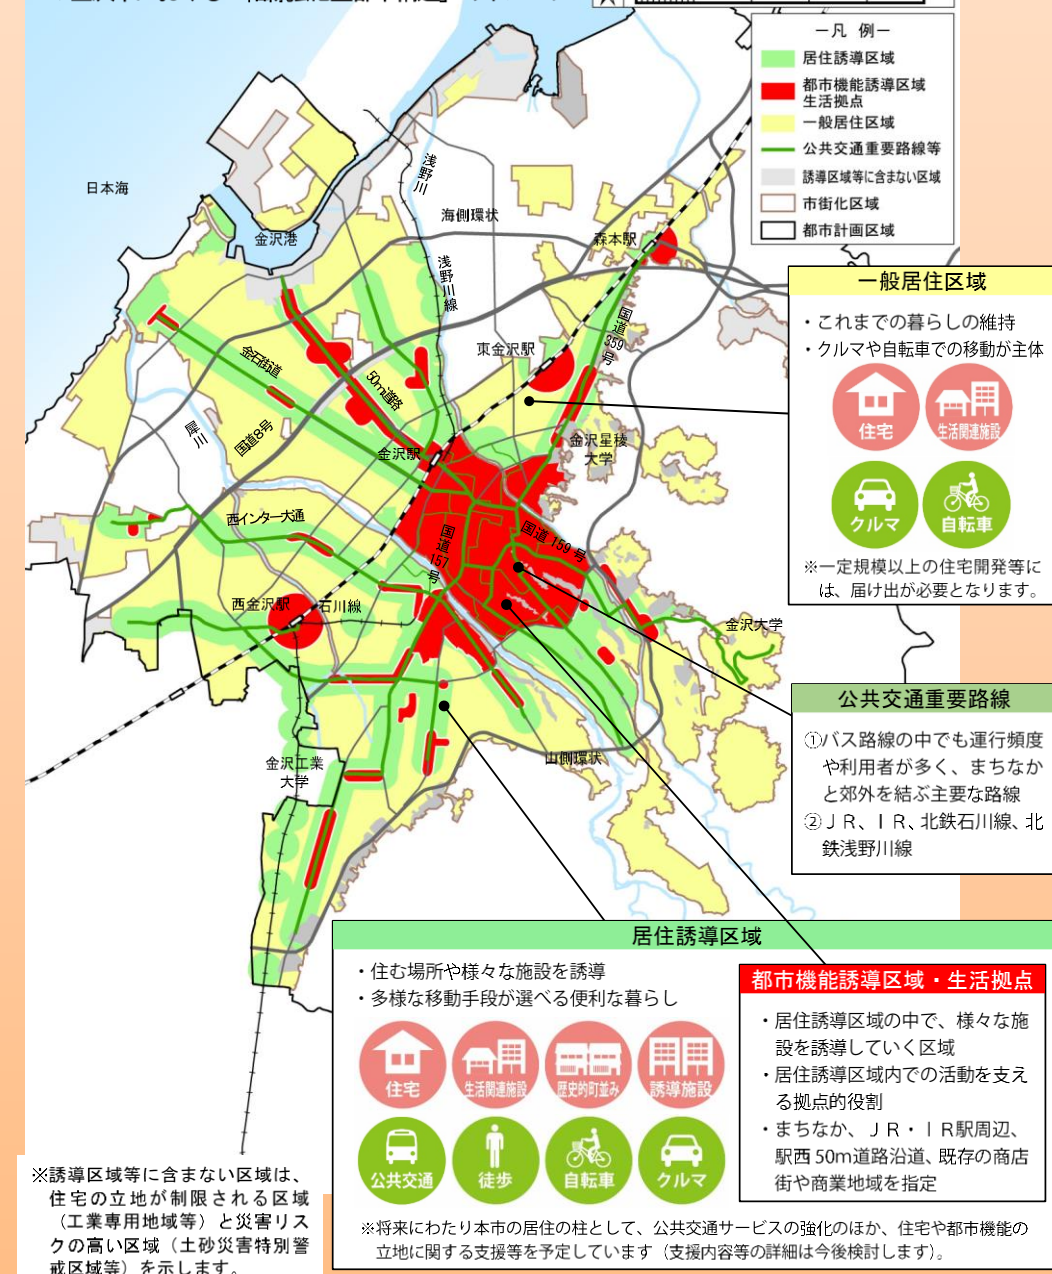 －凡 例－
居住誘導区域
都市機能誘導区域
生活拠点
一般居住区域
公共交通重要路線等
誘導区域等に含まない区域
市街化区域
都市計画区域
日本海
浅野川
海側環状
金沢港
森本駅
浅野川線
国道359号
東金沢駅
金石街道
50m道路
国道8号
犀川
金沢駅
金沢星稜
大学
西インター大通
国道157号
国道159号
西金沢駅
石川線
金沢大学
山側環状
金沢工業
大学
一般居住区域
・これまでの暮らしの維持
・クルマや自転車での移動が主体
住宅
生活関連施設
クルマ
自転車
※一定規模以上の住宅開発等に
は、届け出が必要となります。
公共交通重要路線
①バス路線の中でも運行頻度
や利用者が多く、まちなか
と郊外を結ぶ主要な路線
②ＪＲ、ＩＲ、北鉄石川線、北
鉄浅野川線
居住誘導区域
・住む場所や様々な施設を誘導
・多様な移動手段が選べる便利な暮らし
住宅
生活関連施設
歴史的町並み
誘導施設
公共交通
徒歩
自転車
クルマ
都市機能誘導区域・生活拠点
・居住誘導区域の中で、様々な施
設を誘導していく区域
・居住誘導区域内での活動を支え
る拠点的役割
・まちなか、ＪＲ・ＩＲ駅周辺、
駅西50m道路沿道、既存の商店
街や商業地域を指定
※将来にわたり本市の居住の柱として、公共交通サービスの強化のほか、住宅や都市機能の
立地に関する支援等を予定しています（支援内容等の詳細は今後検討します）。
※誘導区域等に含まない区域は、
住宅の立地が制限される区域
（工業専用地域等）と災害リス
クの高い区域（土砂災害特別警
戒区域等）を示します。